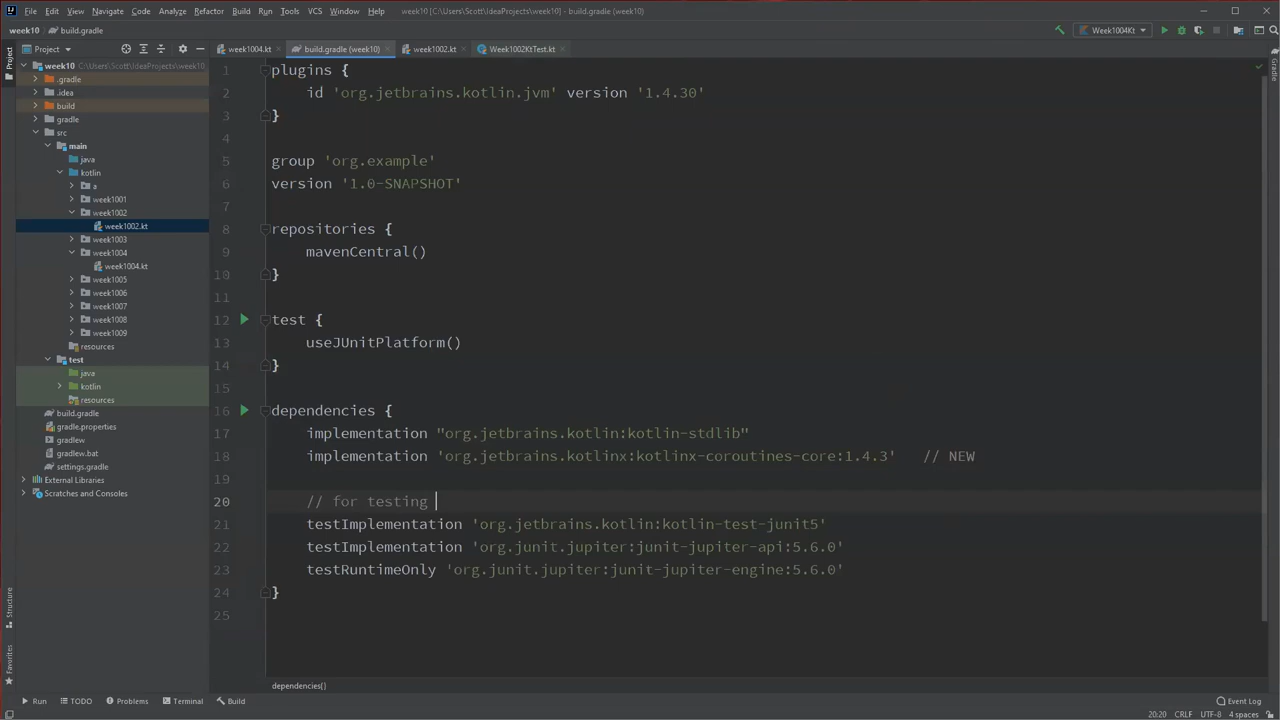 File Edit View Navigate Code Analyze Refactor Build Run Tools VCS Window Help week10 [C:\Users\Scott\IdeaProjects\week10] - build.gradle (week10)
week10 build.gradle Week1004Kt
Project week1004.kt build.gradle (week10) week1002.kt Week1002KtTest.kt
Project
Gradle
week10 C:\Users\Scott\IdeaProjects\week10
.gradle
.idea
build
gradle
src
main
java
kotlin
a
week1001
week1002
week1002.kt
week1003
week1004
week1004.kt
week1005
week1006
week1007
week1008
week1009
resources
test
java
kotlin
resources
build.gradle
gradle.properties
gradlew
gradlew.bat
settings.gradle
External Libraries
Scratches and Consoles
1 plugins {
2 id 'org.jetbrains.kotlin.jvm' version '1.4.30'
3 }
4
5 group 'org.example'
6 version '1.0-SNAPSHOT'
7
8 repositories {
9 mavenCentral()
10 }
11
12 test {
13 useJUnitPlatform()
14 }
15
16 dependencies {
17 implementation "org.jetbrains.kotlin:kotlin-stdlib"
18 implementation 'org.jetbrains.kotlinx:kotlinx-coroutines-core:1.4.3' // NEW
19
20 // for testing
21 testImplementation 'org.jetbrains.kotlin:kotlin-test-junit5'
22 testImplementation 'org.junit.jupiter:junit-jupiter-api:5.6.0'
23 testRuntimeOnly 'org.junit.jupiter:junit-jupiter-engine:5.6.0'
24 }
25
Structure
Favorites
dependencies{}
Run TODO Problems Terminal Build Event Log
20:20 CRLF UTF-8 4 spaces